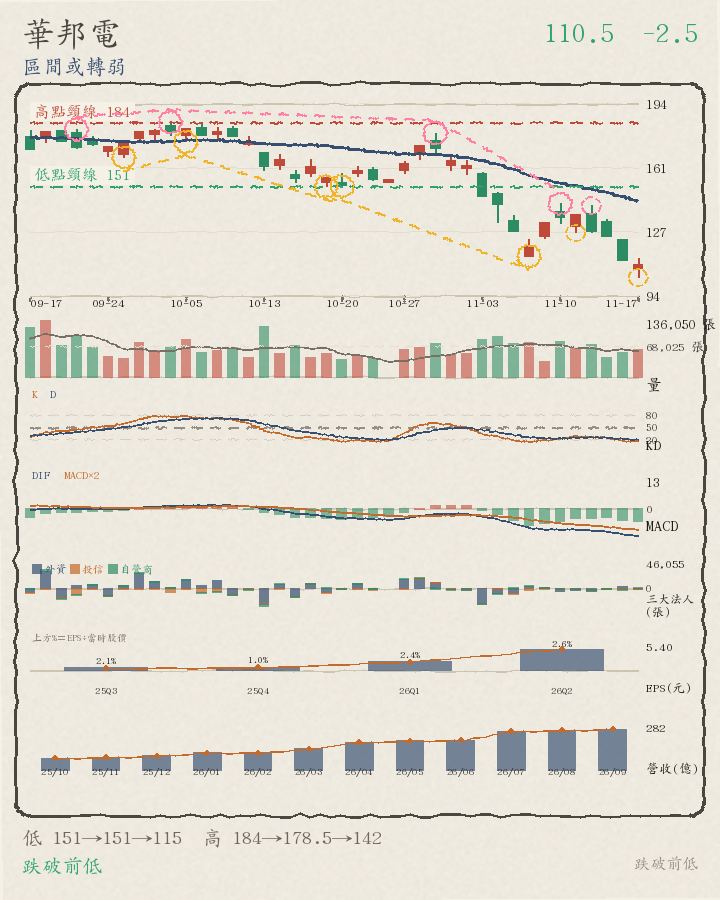 華邦電 110.5 -2.5
區間或轉弱
高點頸線 184
低點頸線 151
194
161
127
94
09-17 09-24 10-05 10-13 10-20 10-27 11-03 11-10 11-17
136,050 張
68,025 張
量
K D
80
50
20
KD
DIF MACD×2
13
0
MACD
外資 投信 自營商
46,055
0
三大法人
(張)
上方%=EPS÷當時股價
2.1% 1.0% 2.4% 2.6%
5.40
25Q3 25Q4 26Q1 26Q2
EPS(元)
282
25/10 25/11 25/12 26/01 26/02 26/03 26/04 26/05 26/06 26/07 26/08 26/09
營收(億)
低 151→151→115 高 184→178.5→142
跌破前低 跌破前低